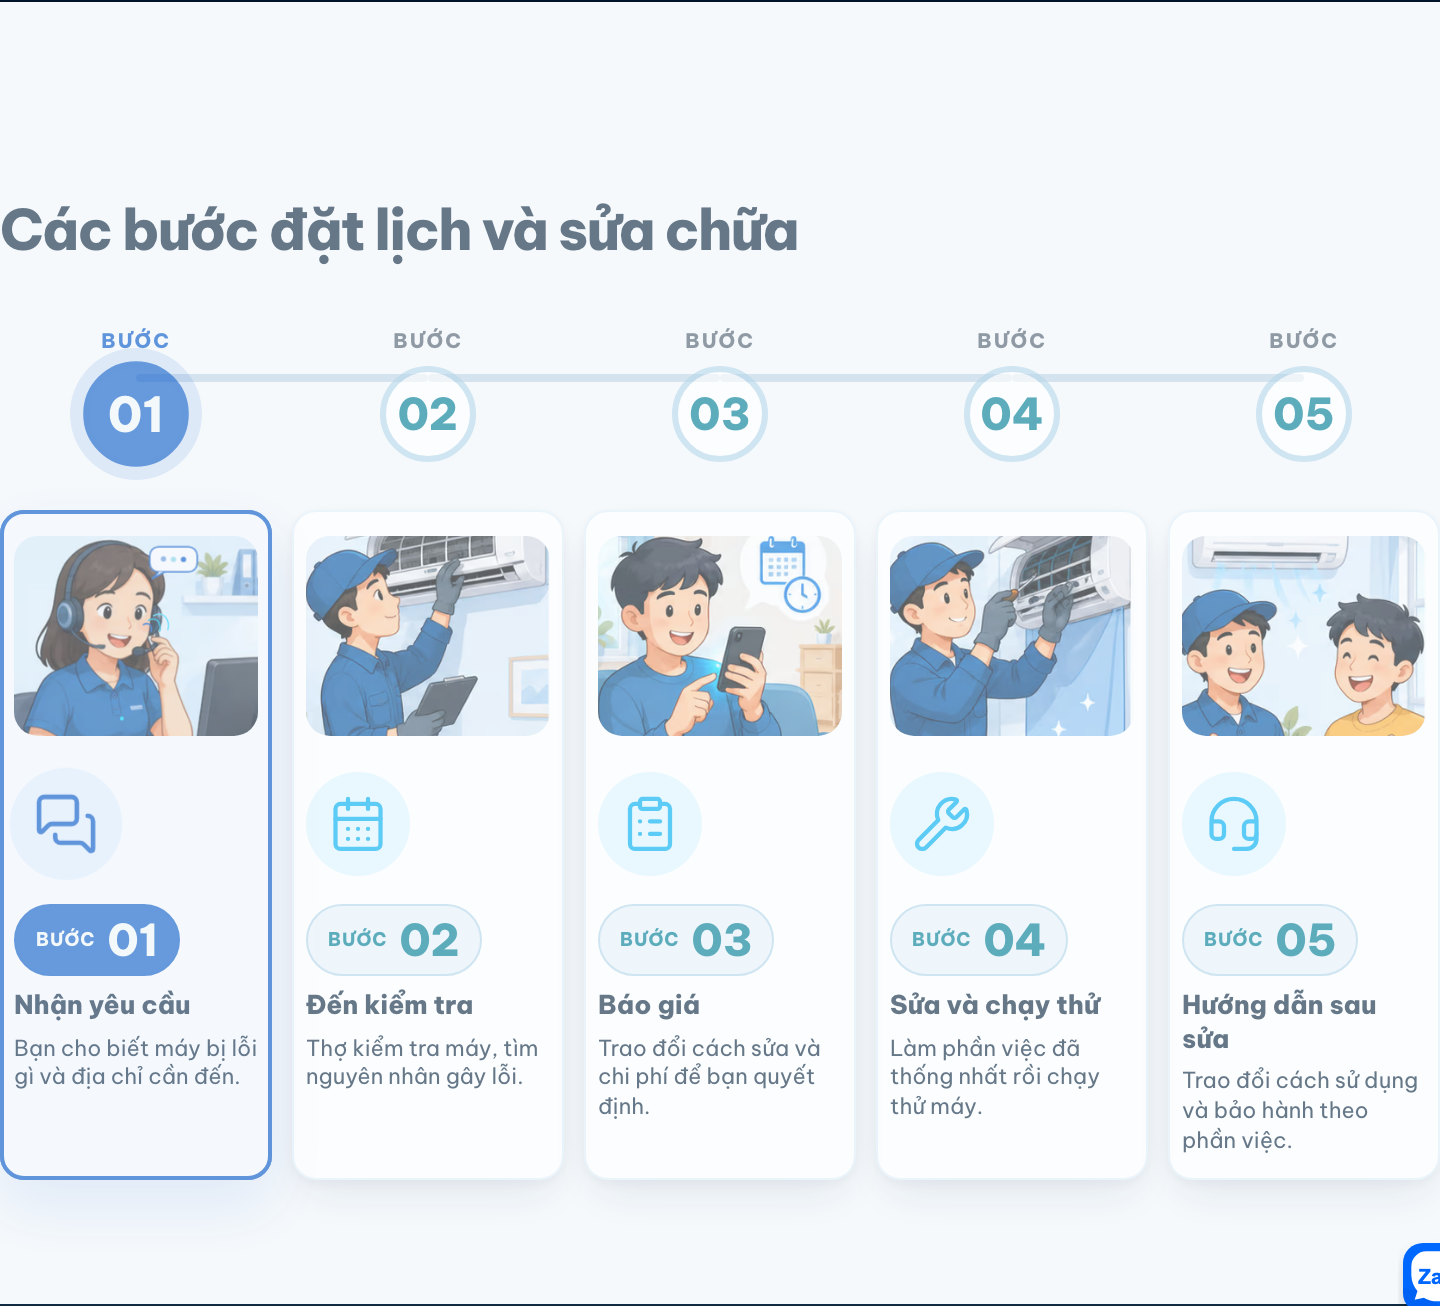 Các bước đặt lịch và sửa chữa
BƯỚC
01
BƯỚC
02
BƯỚC
03
BƯỚC
04
BƯỚC
05
BƯỚC 01
Nhận yêu cầu
Bạn cho biết máy bị lỗi
gì và địa chỉ cần đến.
BƯỚC 02
Đến kiểm tra
Thợ kiểm tra máy, tìm
nguyên nhân gây lỗi.
BƯỚC 03
Báo giá
Trao đổi cách sửa và
chi phí để bạn quyết
định.
BƯỚC 04
Sửa và chạy thử
Làm phần việc đã
thống nhất rồi chạy
thử máy.
BƯỚC 05
Hướng dẫn sau
sửa
Trao đổi cách sử dụng
và bảo hành theo
phần việc.